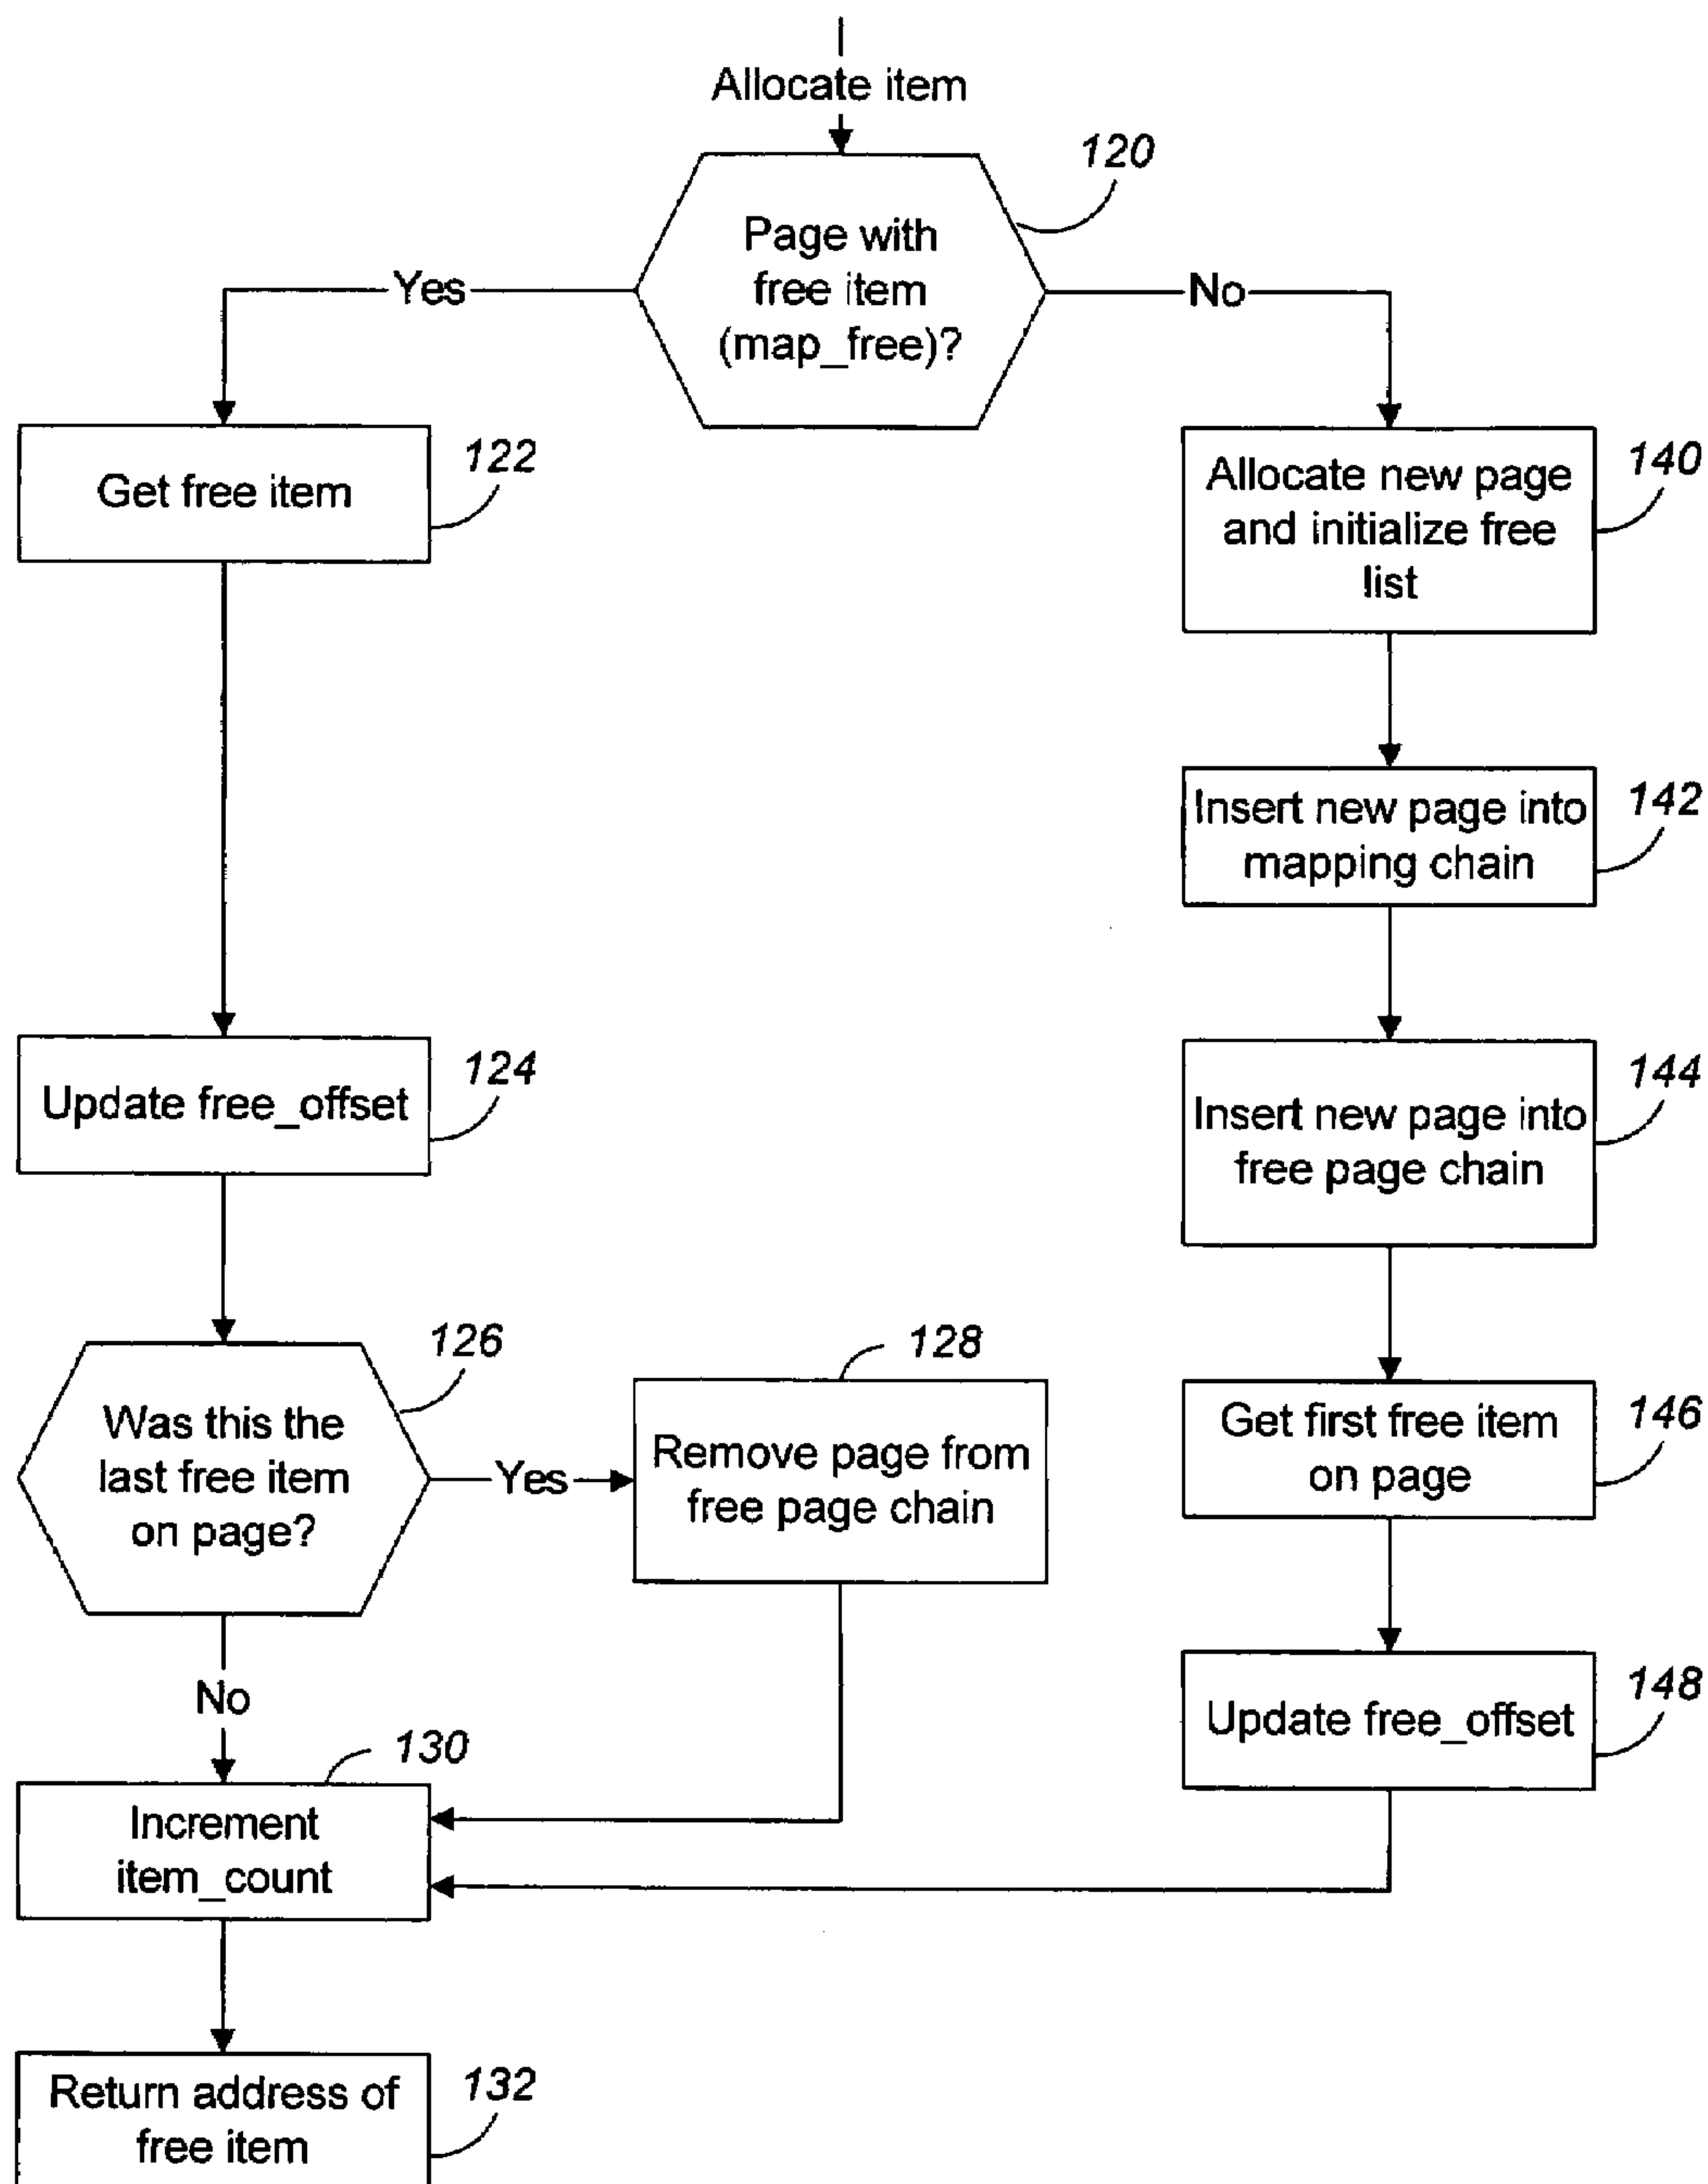 Allocate item
120
Page with
free item
(map_free)?
Yes
No
Get free item
122
Allocate new page
and initialize free
list
140
Insert new page into
mapping chain
142
Update free_offset
124
Insert new page into
free page chain
144
Was this the
last free item
on page?
126
Yes
Remove page from
free page chain
128
Get first free item
on page
146
No
Update free_offset
148
Increment
item_count
130
Return address of
free item
132